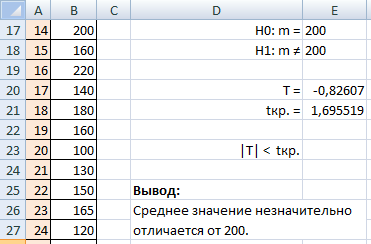 A B C D E
17 14 200 H0: m = 200
18 15 160 H1: m ≠ 200
19 16 220
20 17 140 T = -0,82607
21 18 180 tкр. = 1,695519
22 19 160
23 20 100 |T| < tкр.
24 21 130
25 22 150 Вывод:
26 23 165 Среднее значение незначительно
27 24 120 отличается от 200.